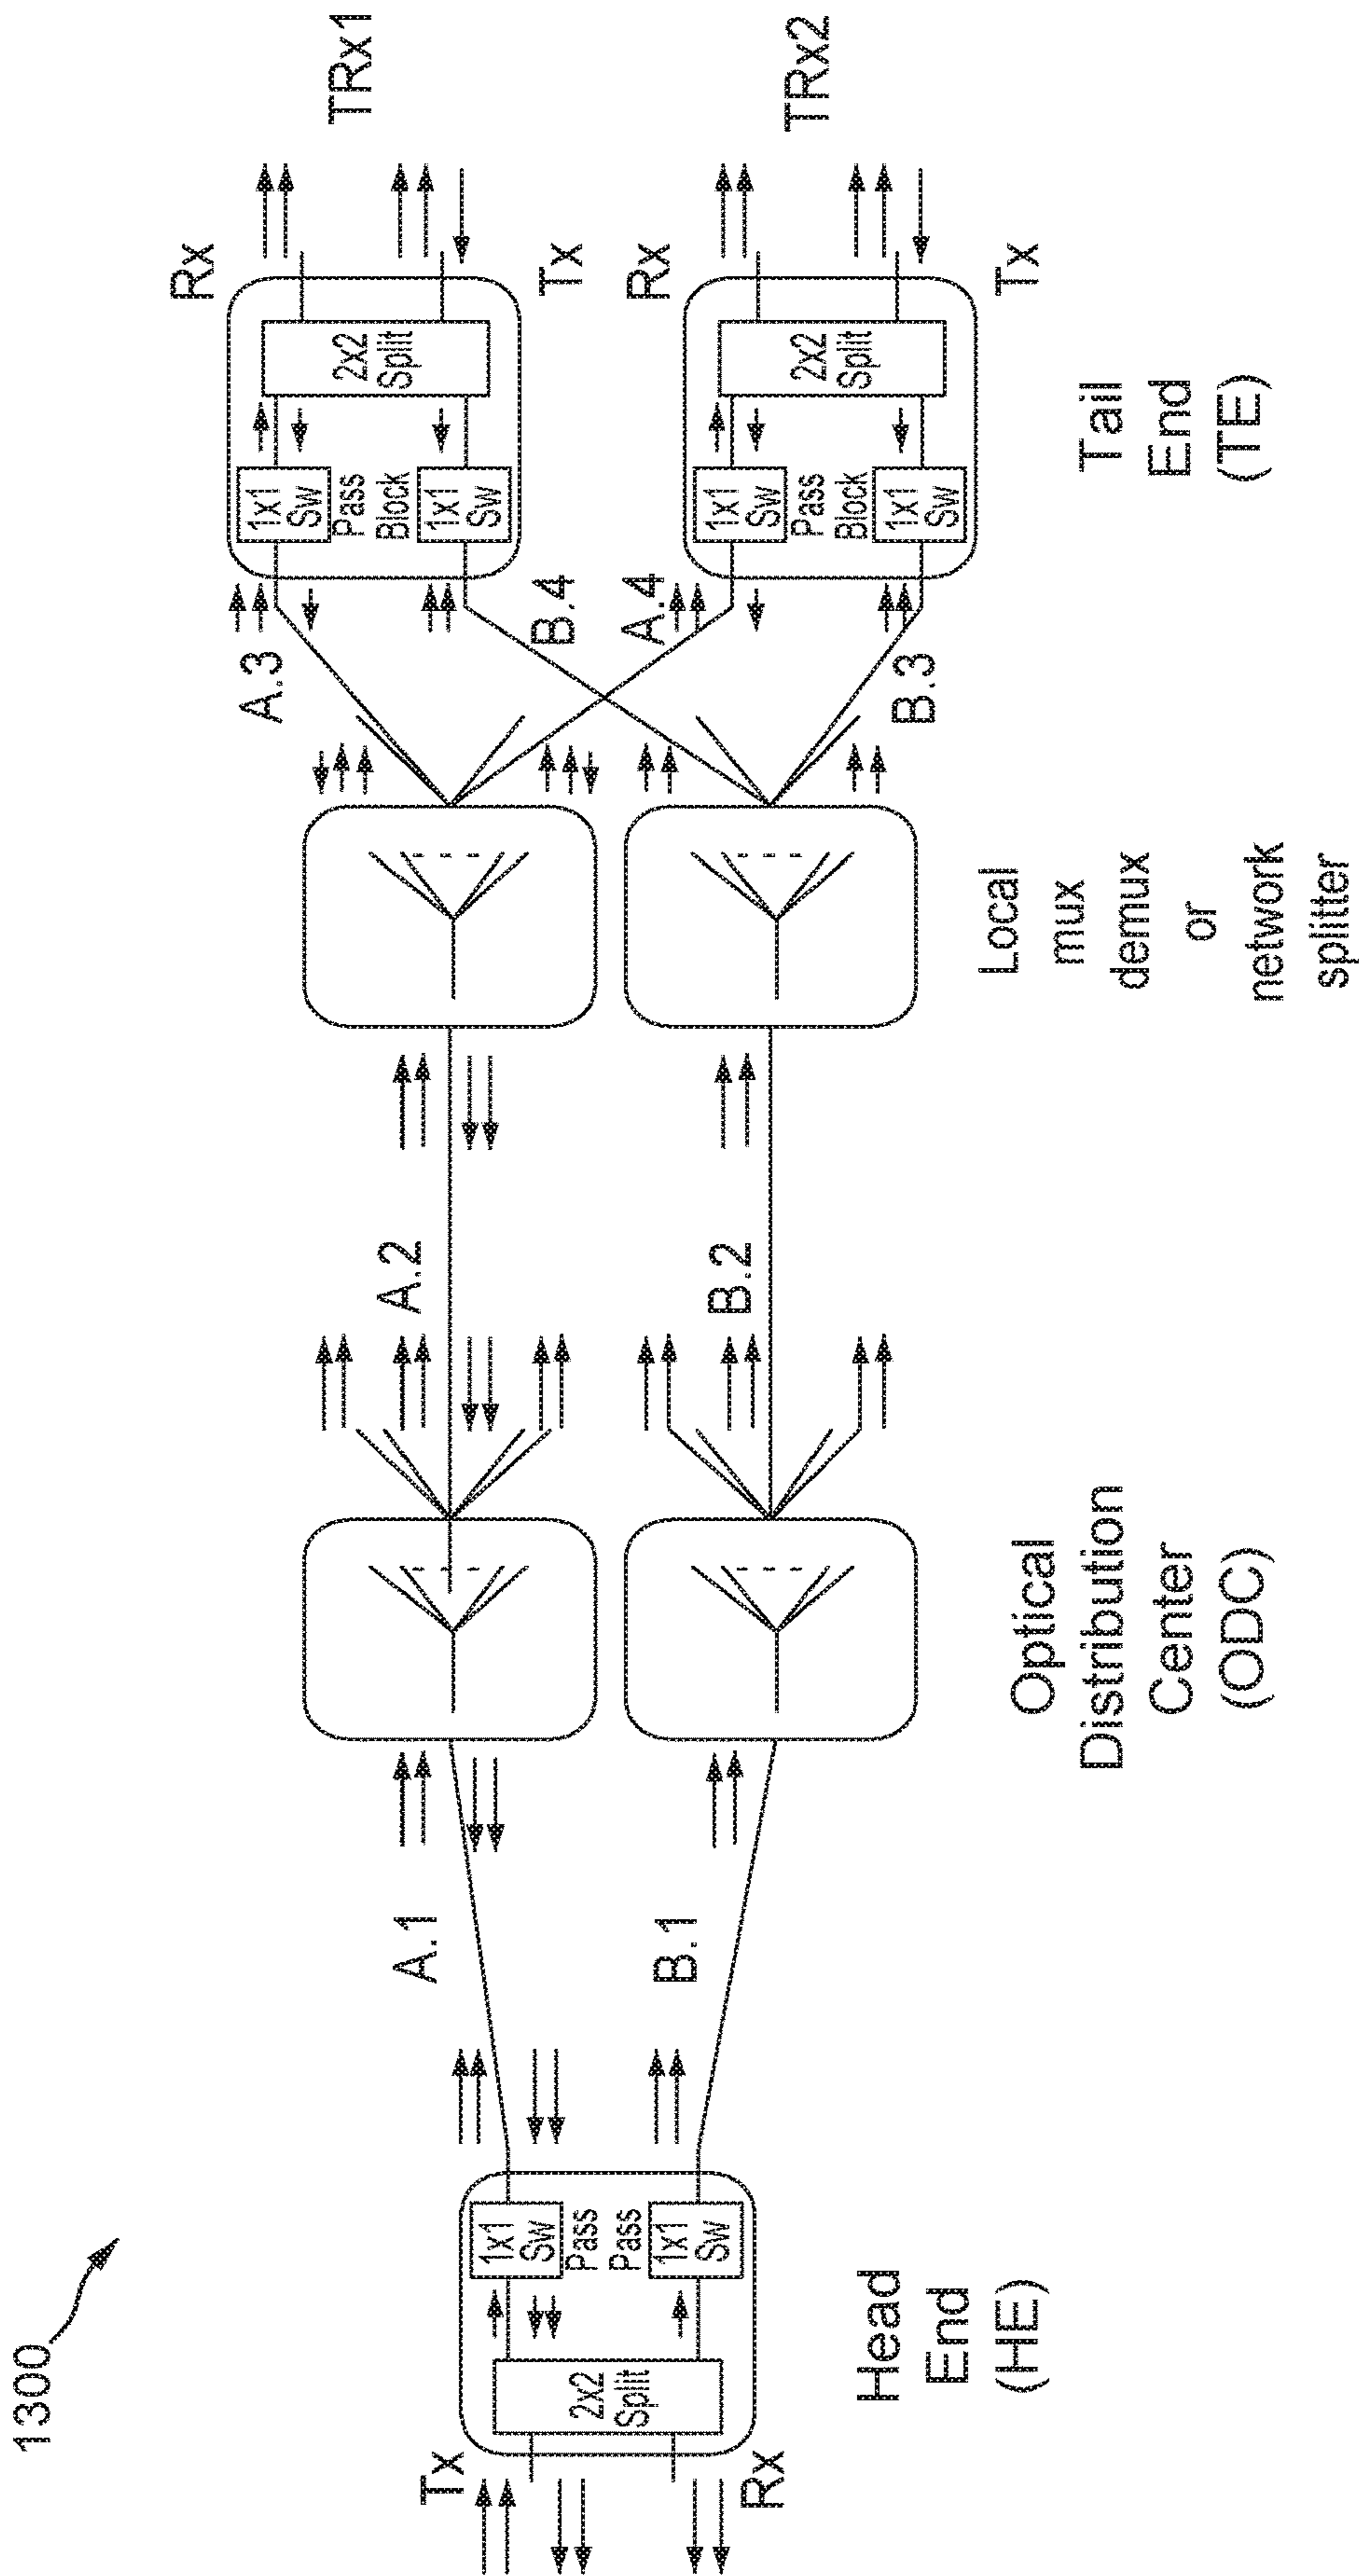 1300
Tx
Rx
2x2
Split
1x1
Sw
Pass
Pass
1x1
Sw
Head
End
(HE)
A.1
B.1
Optical
Distribution
Center
(ODC)
A.2
B.2
Local
mux
demux
or
network
splitter
A.3
B.4
A.4
B.3
1x1
Sw
Pass
Block
1x1
Sw
2x2
Split
Rx
Tx
TRx1
1x1
Sw
Pass
Block
1x1
Sw
2x2
Split
Rx
Tx
TRx2
Tail
End
(TE)